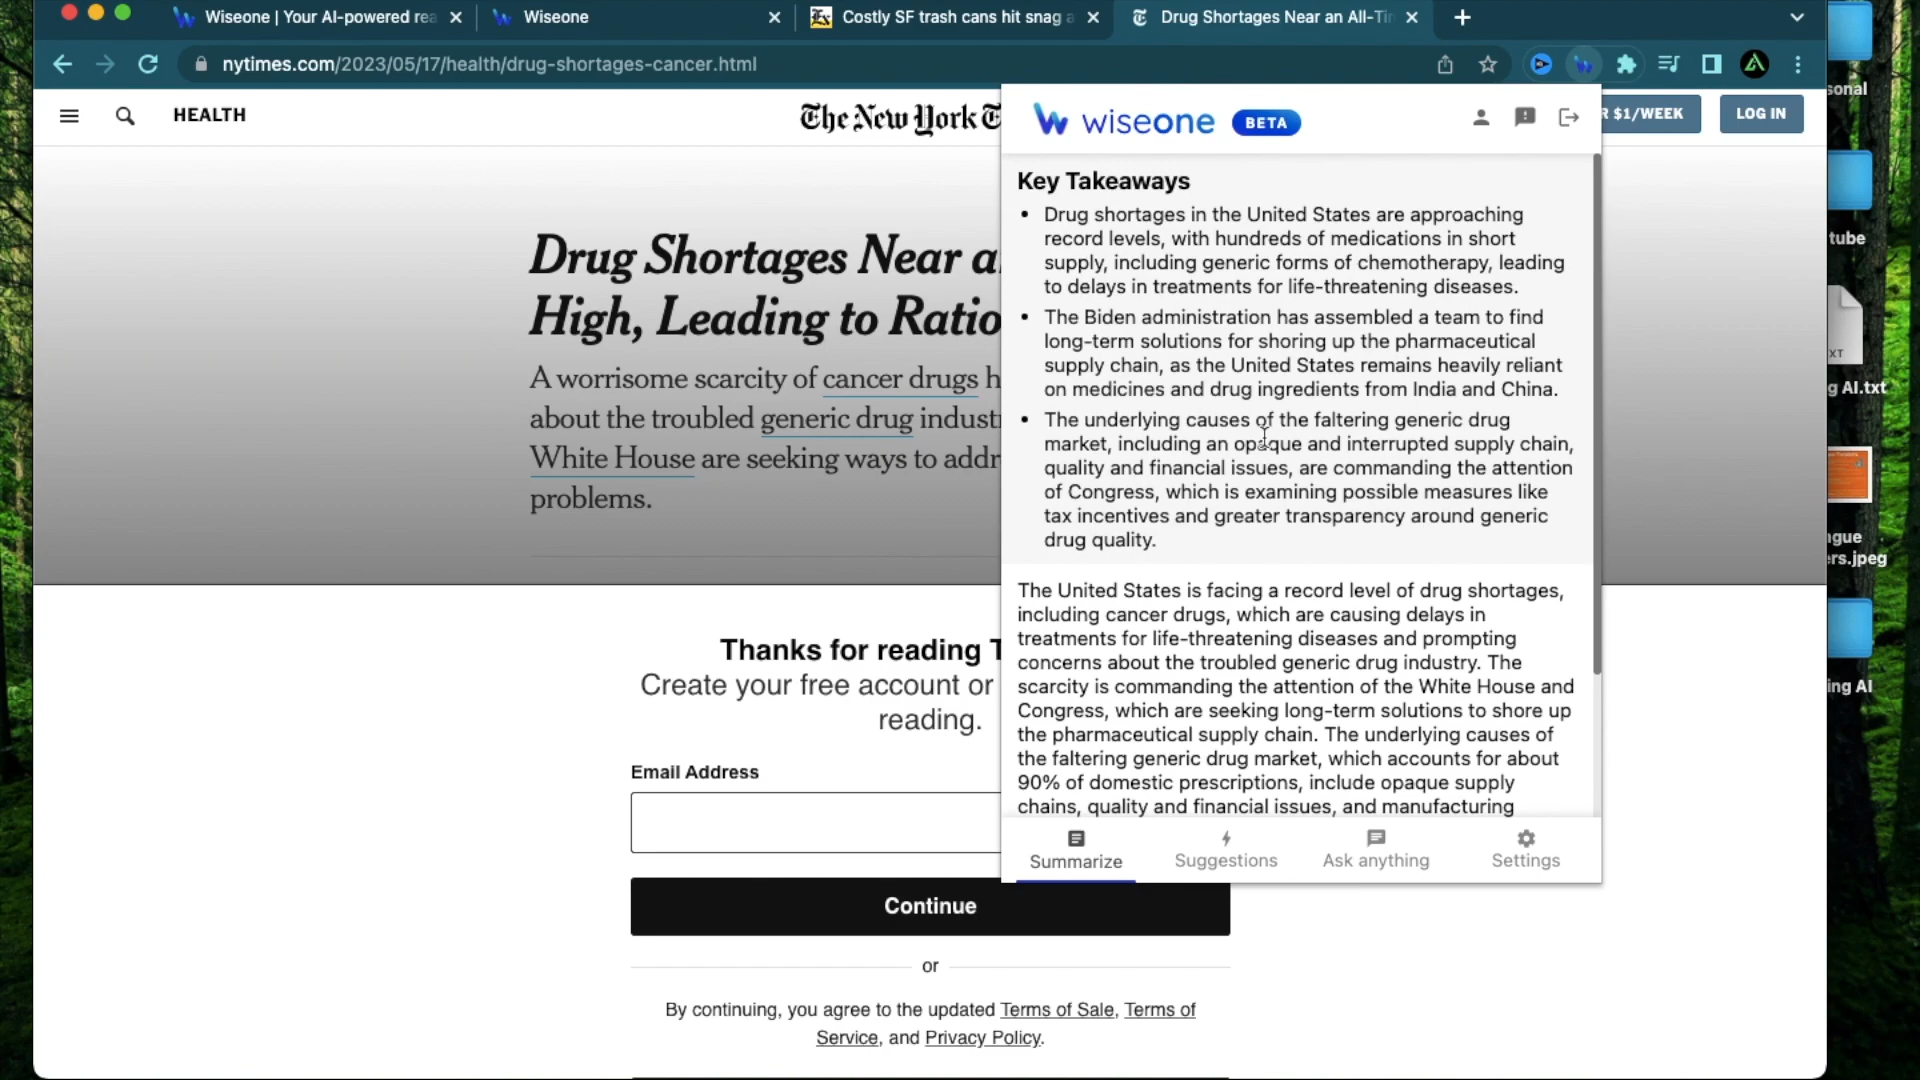 Wiseone | Your AI-powered rea
Wiseone
Costly SF trash cans hit snag a
Drug Shortages Near an All-Tir
nytimes.com/2023/05/17/health/drug-shortages-cancer.html
HEALTH
The New York T
R $1/WEEK
LOG IN
Drug Shortages Near a
High, Leading to Ratio
A worrisome scarcity of cancer drugs h
about the troubled generic drug industr
White House are seeking ways to addr
problems.
Thanks for reading T
Create your free account or
reading.
Email Address
Continue
or
By continuing, you agree to the updated Terms of Sale, Terms of
Service, and Privacy Policy.
wiseone BETA
Key Takeaways
• Drug shortages in the United States are approaching
record levels, with hundreds of medications in short
supply, including generic forms of chemotherapy, leading
to delays in treatments for life-threatening diseases.
• The Biden administration has assembled a team to find
long-term solutions for shoring up the pharmaceutical
supply chain, as the United States remains heavily reliant
on medicines and drug ingredients from India and China.
• The underlying causes of the faltering generic drug
market, including an opaque and interrupted supply chain,
quality and financial issues, are commanding the attention
of Congress, which is examining possible measures like
tax incentives and greater transparency around generic
drug quality.
The United States is facing a record level of drug shortages,
including cancer drugs, which are causing delays in
treatments for life-threatening diseases and prompting
concerns about the troubled generic drug industry. The
scarcity is commanding the attention of the White House and
Congress, which are seeking long-term solutions to shore up
the pharmaceutical supply chain. The underlying causes of
the faltering generic drug market, which accounts for about
90% of domestic prescriptions, include opaque supply
chains, quality and financial issues, and manufacturing
Summarize
Suggestions
Ask anything
Settings
sonal
tube
XT
g AI.txt
ague
ers.jpeg
ing AI